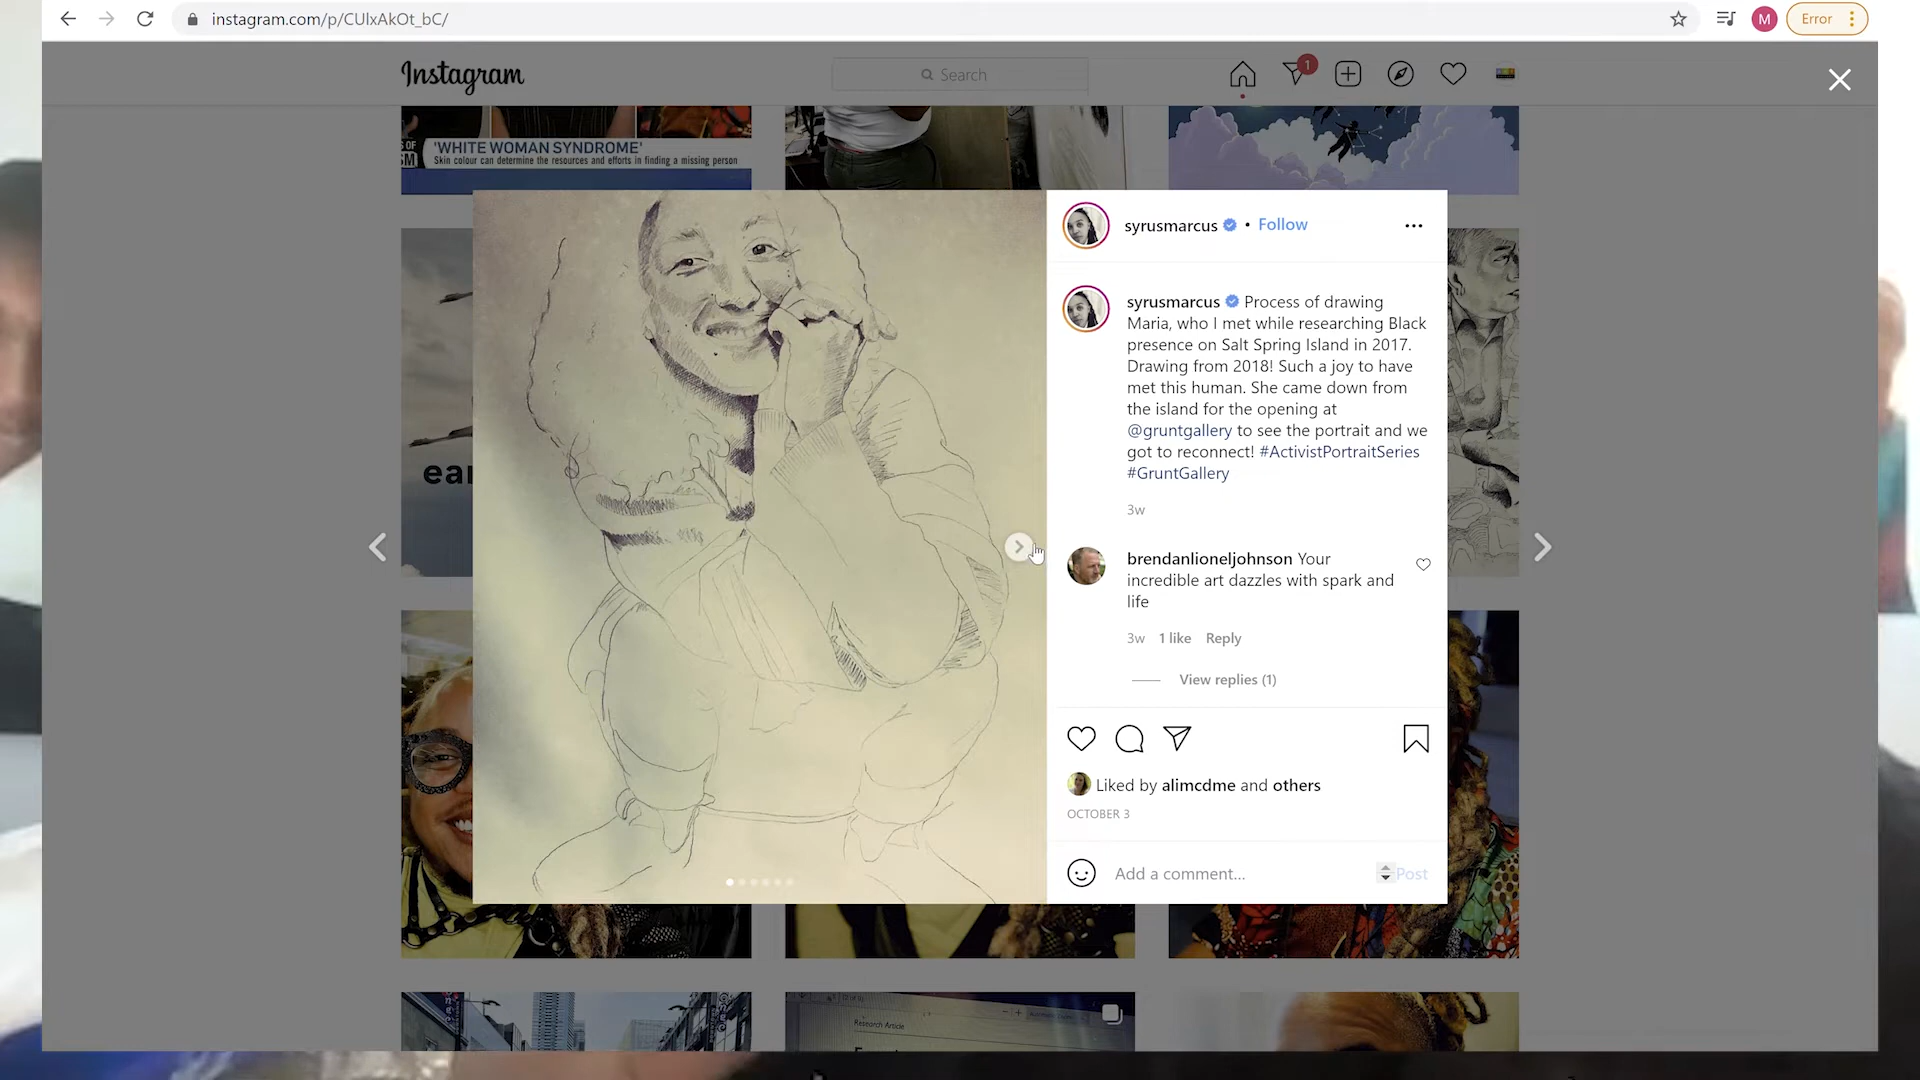 instagram.com/p/CUlxAkOt_bC/
M
Error
Instagram
Search
1
OF
SM
'WHITE WOMAN SYNDROME'
Skin colour can determine the resources and efforts in finding a missing person
ear
syrusmarcus • Follow
syrusmarcus Process of drawing
Maria, who I met while researching Black
presence on Salt Spring Island in 2017.
Drawing from 2018! Such a joy to have
met this human. She came down from
the island for the opening at
@gruntgallery to see the portrait and we
got to reconnect! #ActivistPortraitSeries
#GruntGallery
3w
brendanlioneljohnson Your
incredible art dazzles with spark and
life
3w 1 like Reply
View replies (1)
Liked by alimcdme and others
OCTOBER 3
Add a comment...
Post
Research Article